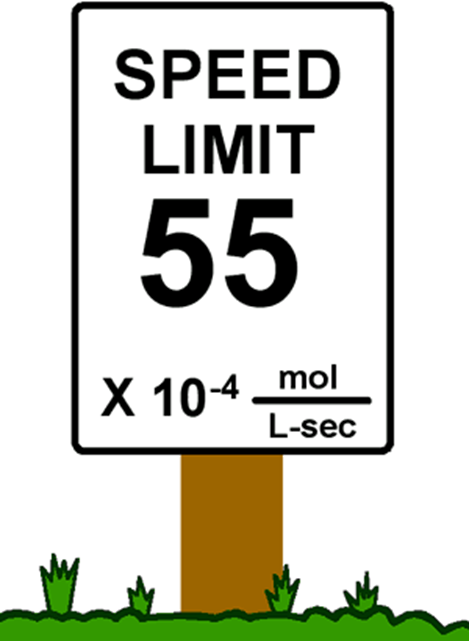 SPEED
LIMIT
55
X 10⁻⁴ mol/L-sec